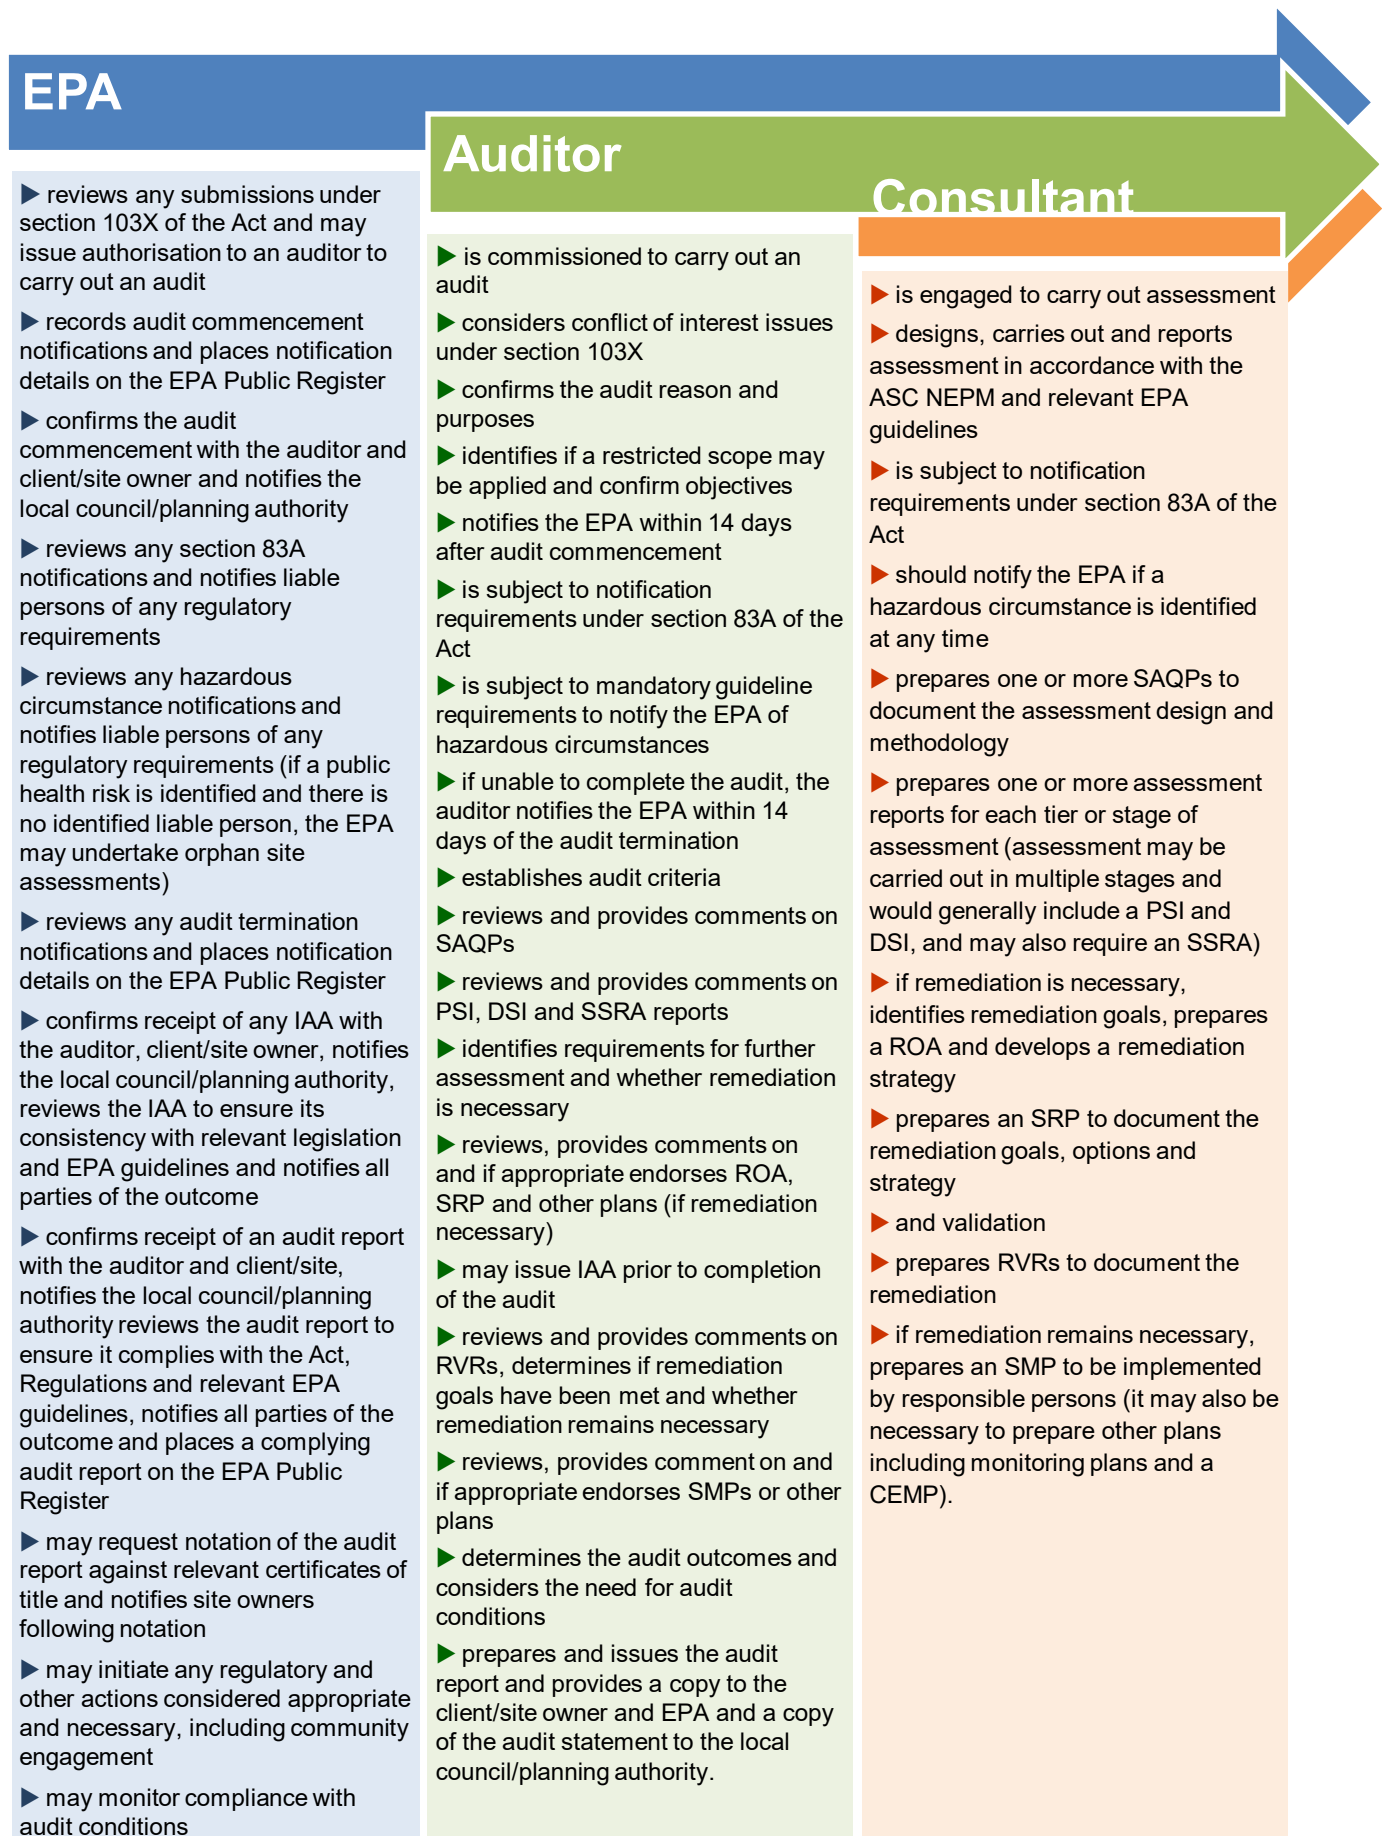 EPA
▶ reviews any submissions under
section 103X of the Act and may
issue authorisation to an auditor to
carry out an audit
▶ records audit commencement
notifications and places notification
details on the EPA Public Register
▶ confirms the audit
commencement with the auditor and
client/site owner and notifies the
local council/planning authority
▶ reviews any section 83A
notifications and notifies liable
persons of any regulatory
requirements
▶ reviews any hazardous
circumstance notifications and
notifies liable persons of any
regulatory requirements (if a public
health risk is identified and there is
no identified liable person, the EPA
may undertake orphan site
assessments)
▶ reviews any audit termination
notifications and places notification
details on the EPA Public Register
▶ confirms receipt of any IAA with
the auditor, client/site owner, notifies
the local council/planning authority,
reviews the IAA to ensure its
consistency with relevant legislation
and EPA guidelines and notifies all
parties of the outcome
▶ confirms receipt of an audit report
with the auditor and client/site,
notifies the local council/planning
authority reviews the audit report to
ensure it complies with the Act,
Regulations and relevant EPA
guidelines, notifies all parties of the
outcome and places a complying
audit report on the EPA Public
Register
▶ may request notation of the audit
report against relevant certificates of
title and notifies site owners
following notation
▶ may initiate any regulatory and
other actions considered appropriate
and necessary, including community
engagement
▶ may monitor compliance with
audit conditions
Auditor
▶ is commissioned to carry out an
audit
▶ considers conflict of interest issues
under section 103X
▶ confirms the audit reason and
purposes
▶ identifies if a restricted scope may
be applied and confirm objectives
▶ notifies the EPA within 14 days
after audit commencement
▶ is subject to notification
requirements under section 83A of the
Act
▶ is subject to mandatory guideline
requirements to notify the EPA of
hazardous circumstances
▶ if unable to complete the audit, the
auditor notifies the EPA within 14
days of the audit termination
▶ establishes audit criteria
▶ reviews and provides comments on
SAQPs
▶ reviews and provides comments on
PSI, DSI and SSRA reports
▶ identifies requirements for further
assessment and whether remediation
is necessary
▶ reviews, provides comments on
and if appropriate endorses ROA,
SRP and other plans (if remediation
necessary)
▶ may issue IAA prior to completion
of the audit
▶ reviews and provides comments on
RVRs, determines if remediation
goals have been met and whether
remediation remains necessary
▶ reviews, provides comment on and
if appropriate endorses SMPs or other
plans
▶ determines the audit outcomes and
considers the need for audit
conditions
▶ prepares and issues the audit
report and provides a copy to the
client/site owner and EPA and a copy
of the audit statement to the local
council/planning authority.
Consultant
▶ is engaged to carry out assessment
▶ designs, carries out and reports
assessment in accordance with the
ASC NEPM and relevant EPA
guidelines
▶ is subject to notification
requirements under section 83A of the
Act
▶ should notify the EPA if a
hazardous circumstance is identified
at any time
▶ prepares one or more SAQPs to
document the assessment design and
methodology
▶ prepares one or more assessment
reports for each tier or stage of
assessment (assessment may be
carried out in multiple stages and
would generally include a PSI and
DSI, and may also require an SSRA)
▶ if remediation is necessary,
identifies remediation goals, prepares
a ROA and develops a remediation
strategy
▶ prepares an SRP to document the
remediation goals, options and
strategy
▶ and validation
▶ prepares RVRs to document the
remediation
▶ if remediation remains necessary,
prepares an SMP to be implemented
by responsible persons (it may also be
necessary to prepare other plans
including monitoring plans and a
CEMP).